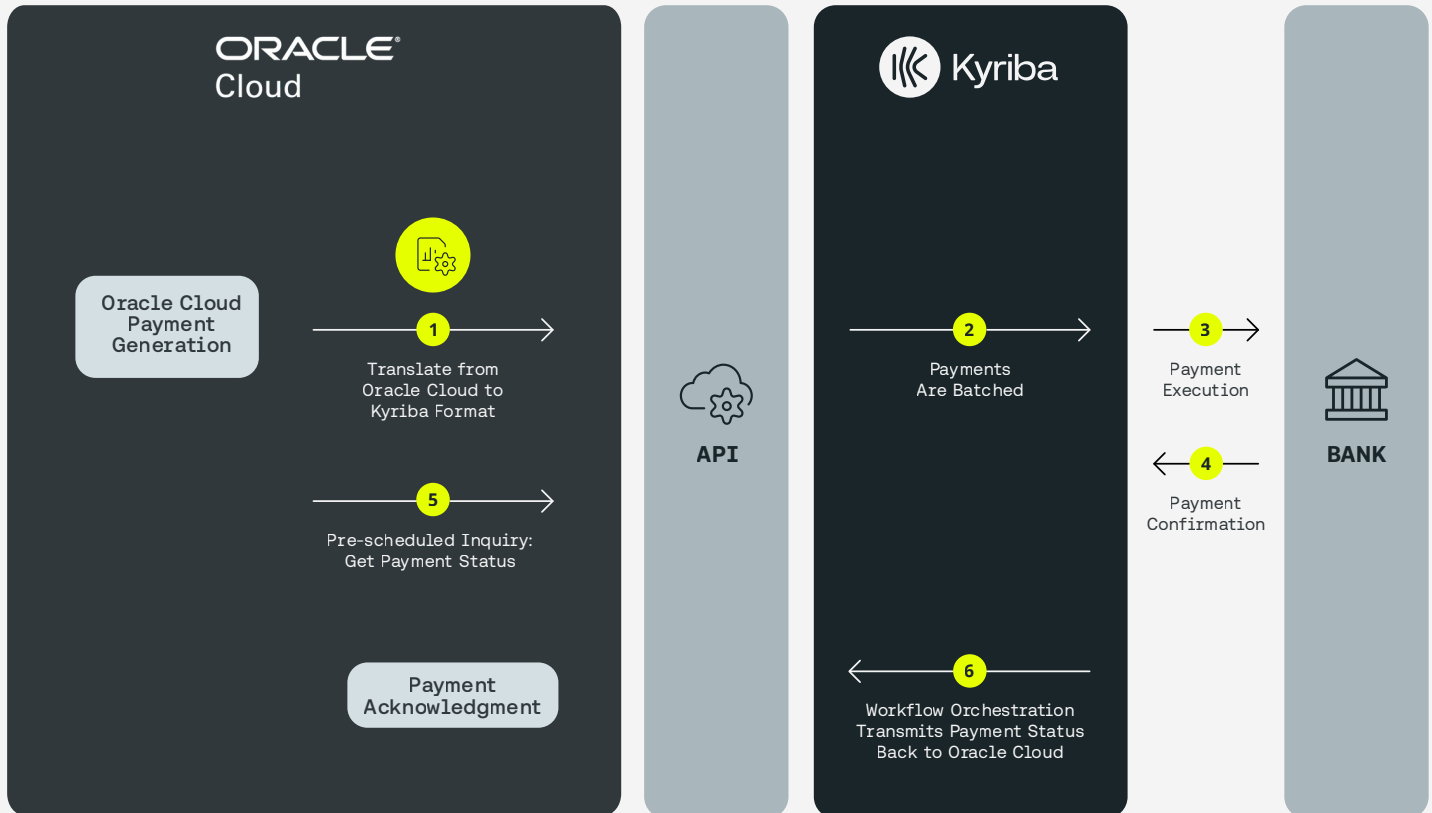 ORACLE®
Cloud
Kyriba
Oracle Cloud
Payment
Generation
1
Translate from
Oracle Cloud to
Kyriba Format
5
Pre-scheduled Inquiry:
Get Payment Status
Payment
Acknowledgment
API
2
Payments
Are Batched
6
Workflow Orchestration
Transmits Payment Status
Back to Oracle Cloud
3
Payment
Execution
4
Payment
Confirmation
BANK